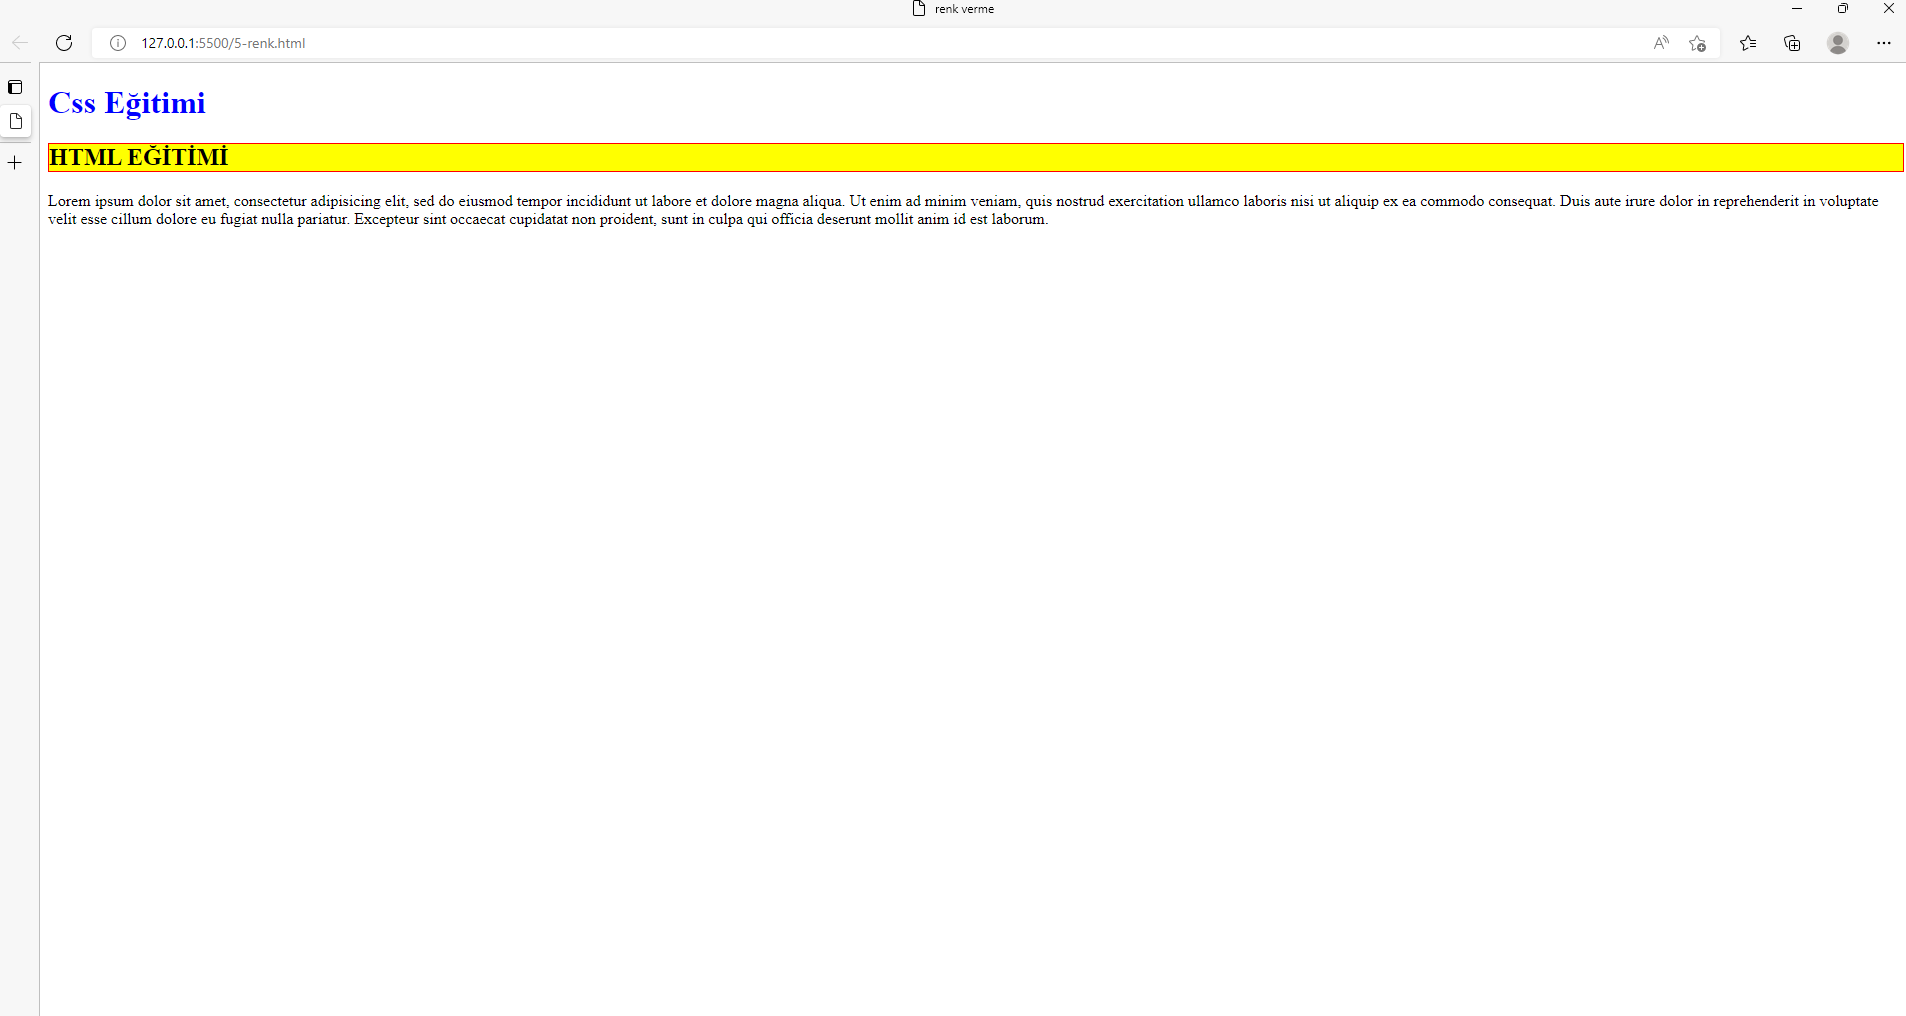 renk verme
127.0.0.1:5500/5-renk.html
Css Eğitimi
HTML EĞİTİMİ
Lorem ipsum dolor sit amet, consectetur adipisicing elit, sed do eiusmod tempor incididunt ut labore et dolore magna aliqua. Ut enim ad minim veniam, quis nostrud exercitation ullamco laboris nisi ut aliquip ex ea commodo consequat. Duis aute irure dolor in reprehenderit in voluptate
velit esse cillum dolore eu fugiat nulla pariatur. Excepteur sint occaecat cupidatat non proident, sunt in culpa qui officia deserunt mollit anim id est laborum.